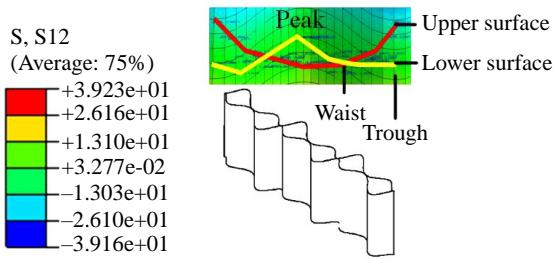 Peak
Upper surface
Lower surface
Waist
Trough
S, S12
(Average: 75%)
+3.923e+01
+2.616e+01
+1.310e+01
+3.277e-02
–1.303e+01
–2.610e+01
–3.916e+01